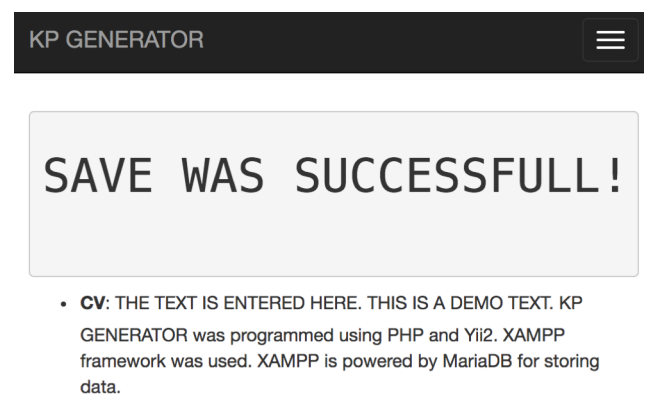 KP GENERATOR
SAVE WAS SUCCESSFULL!
• CV: THE TEXT IS ENTERED HERE. THIS IS A DEMO TEXT. KP
GENERATOR was programmed using PHP and Yii2. XAMPP
framework was used. XAMPP is powered by MariaDB for storing
data.